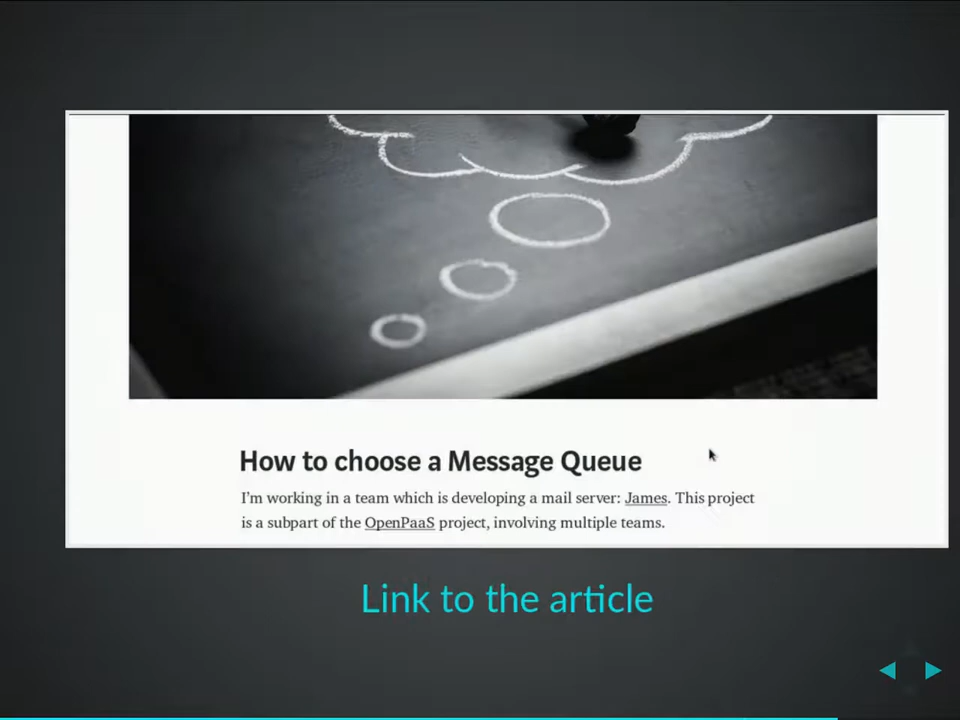 How to choose a Message Queue
I'm working in a team which is developing a mail server: James. This project
is a subpart of the OpenPaaS project, involving multiple teams.
Link to the article